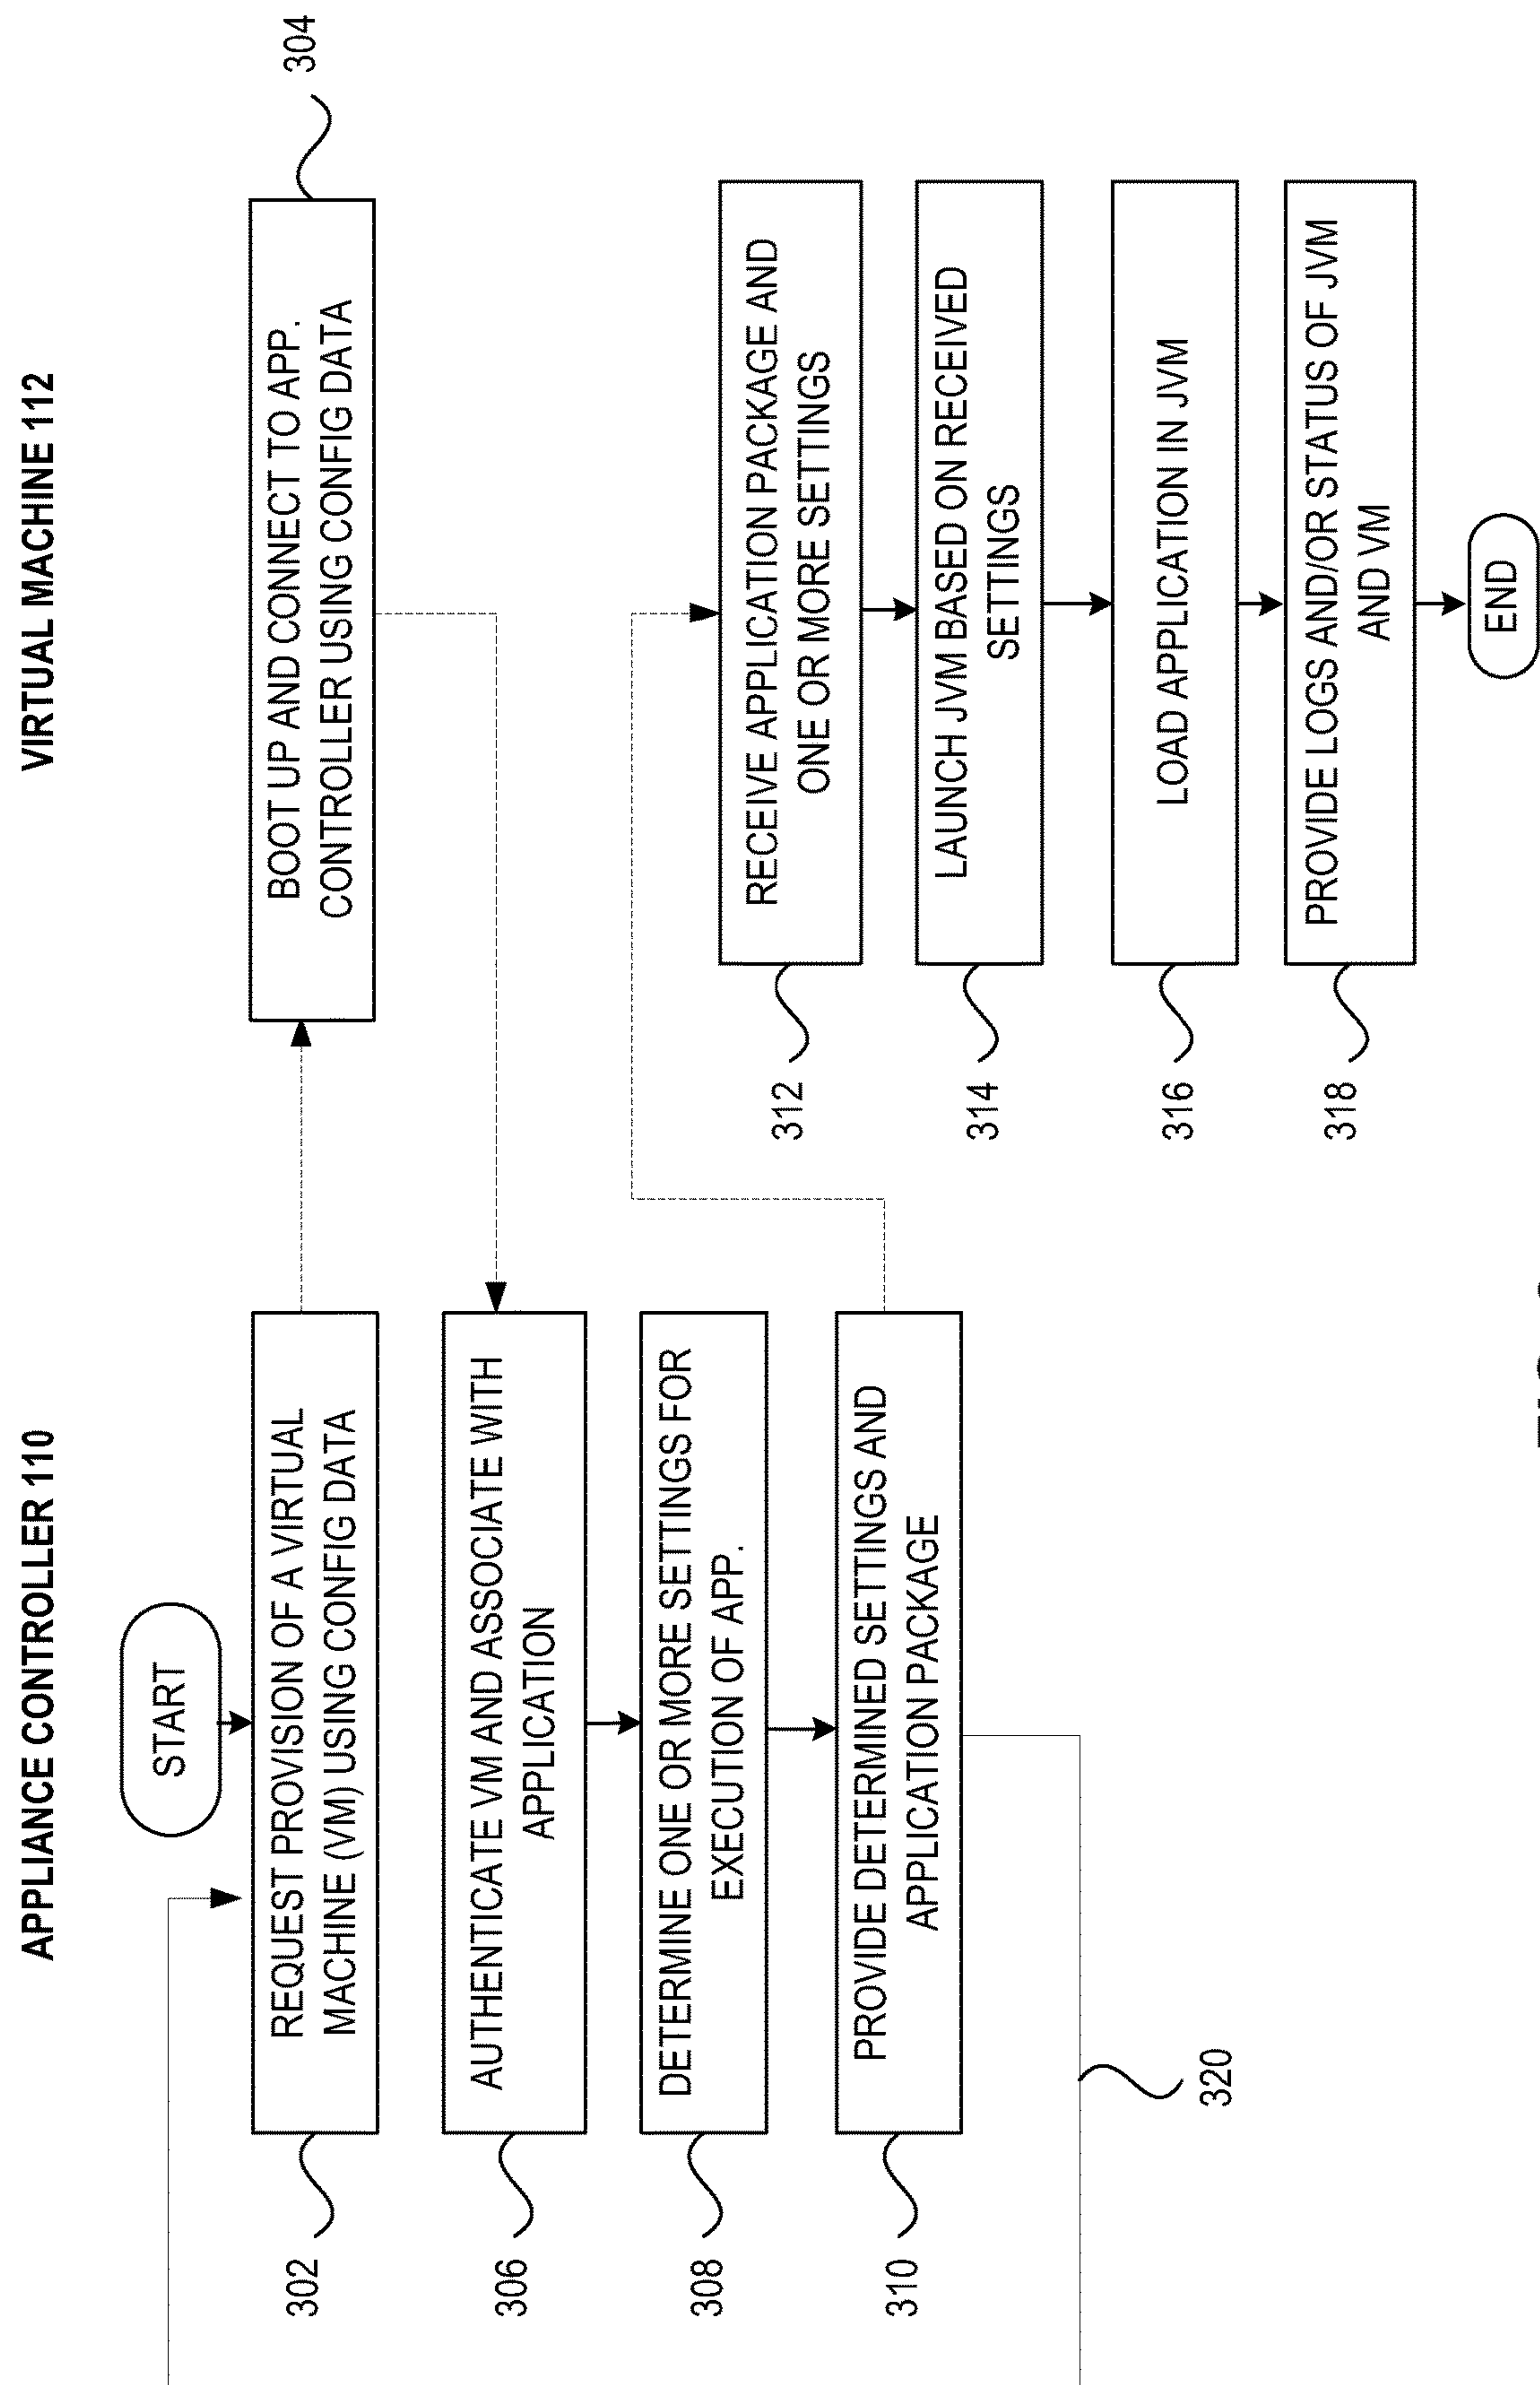 APPLIANCE CONTROLLER 110
VIRTUAL MACHINE 112
START
302
REQUEST PROVISION OF A VIRTUAL
MACHINE (VM) USING CONFIG DATA
BOOT UP AND CONNECT TO APP.
CONTROLLER USING CONFIG DATA
304
306
AUTHENTICATE VM AND ASSOCIATE WITH
APPLICATION
308
DETERMINE ONE OR MORE SETTINGS FOR
EXECUTION OF APP.
310
PROVIDE DETERMINED SETTINGS AND
APPLICATION PACKAGE
320
312
RECEIVE APPLICATION PACKAGE AND
ONE OR MORE SETTINGS
314
LAUNCH JVM BASED ON RECEIVED
SETTINGS
316
LOAD APPLICATION IN JVM
318
PROVIDE LOGS AND/OR STATUS OF JVM
AND VM
END